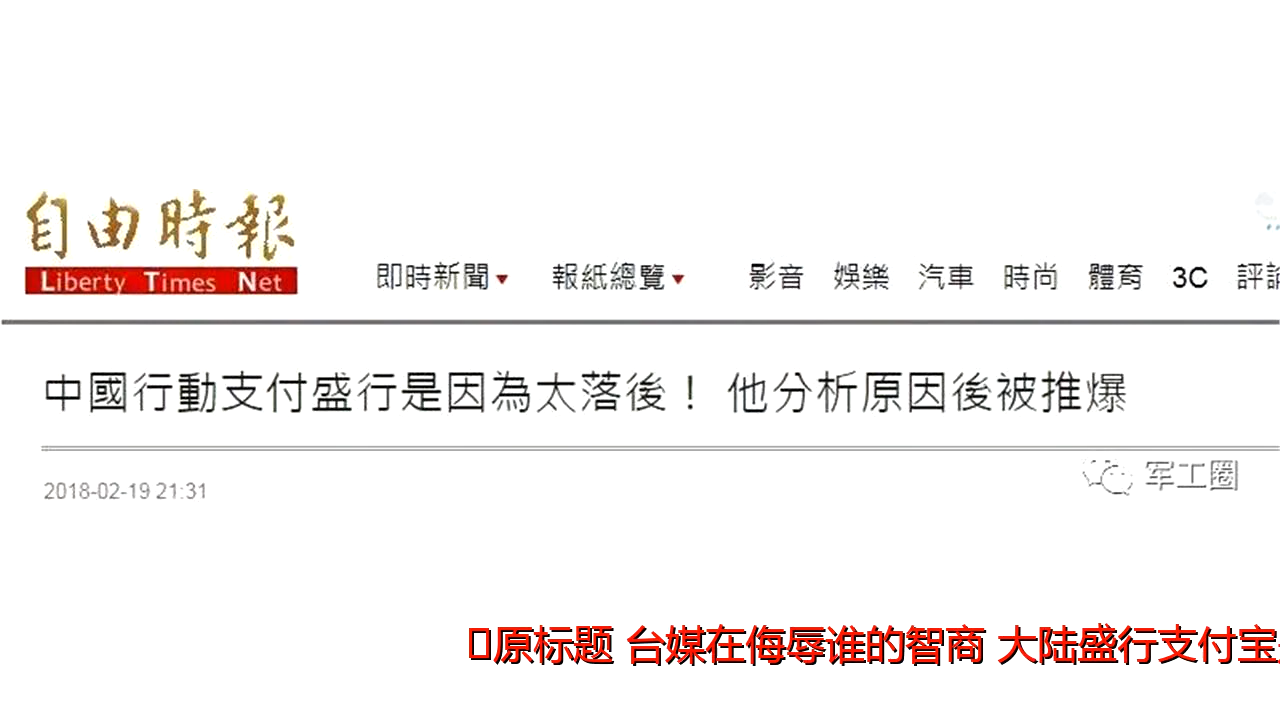 自由時報
Liberty Times Net
即時新聞 報紙總覽 影音 娛樂 汽車 時尚 體育 3C 評論
中國行動支付盛行是因為太落後! 他分析原因後被推爆
2018-02-19 21:31
军工圈
原标题 台媒在侮辱谁的智商 大陆盛行支付宝